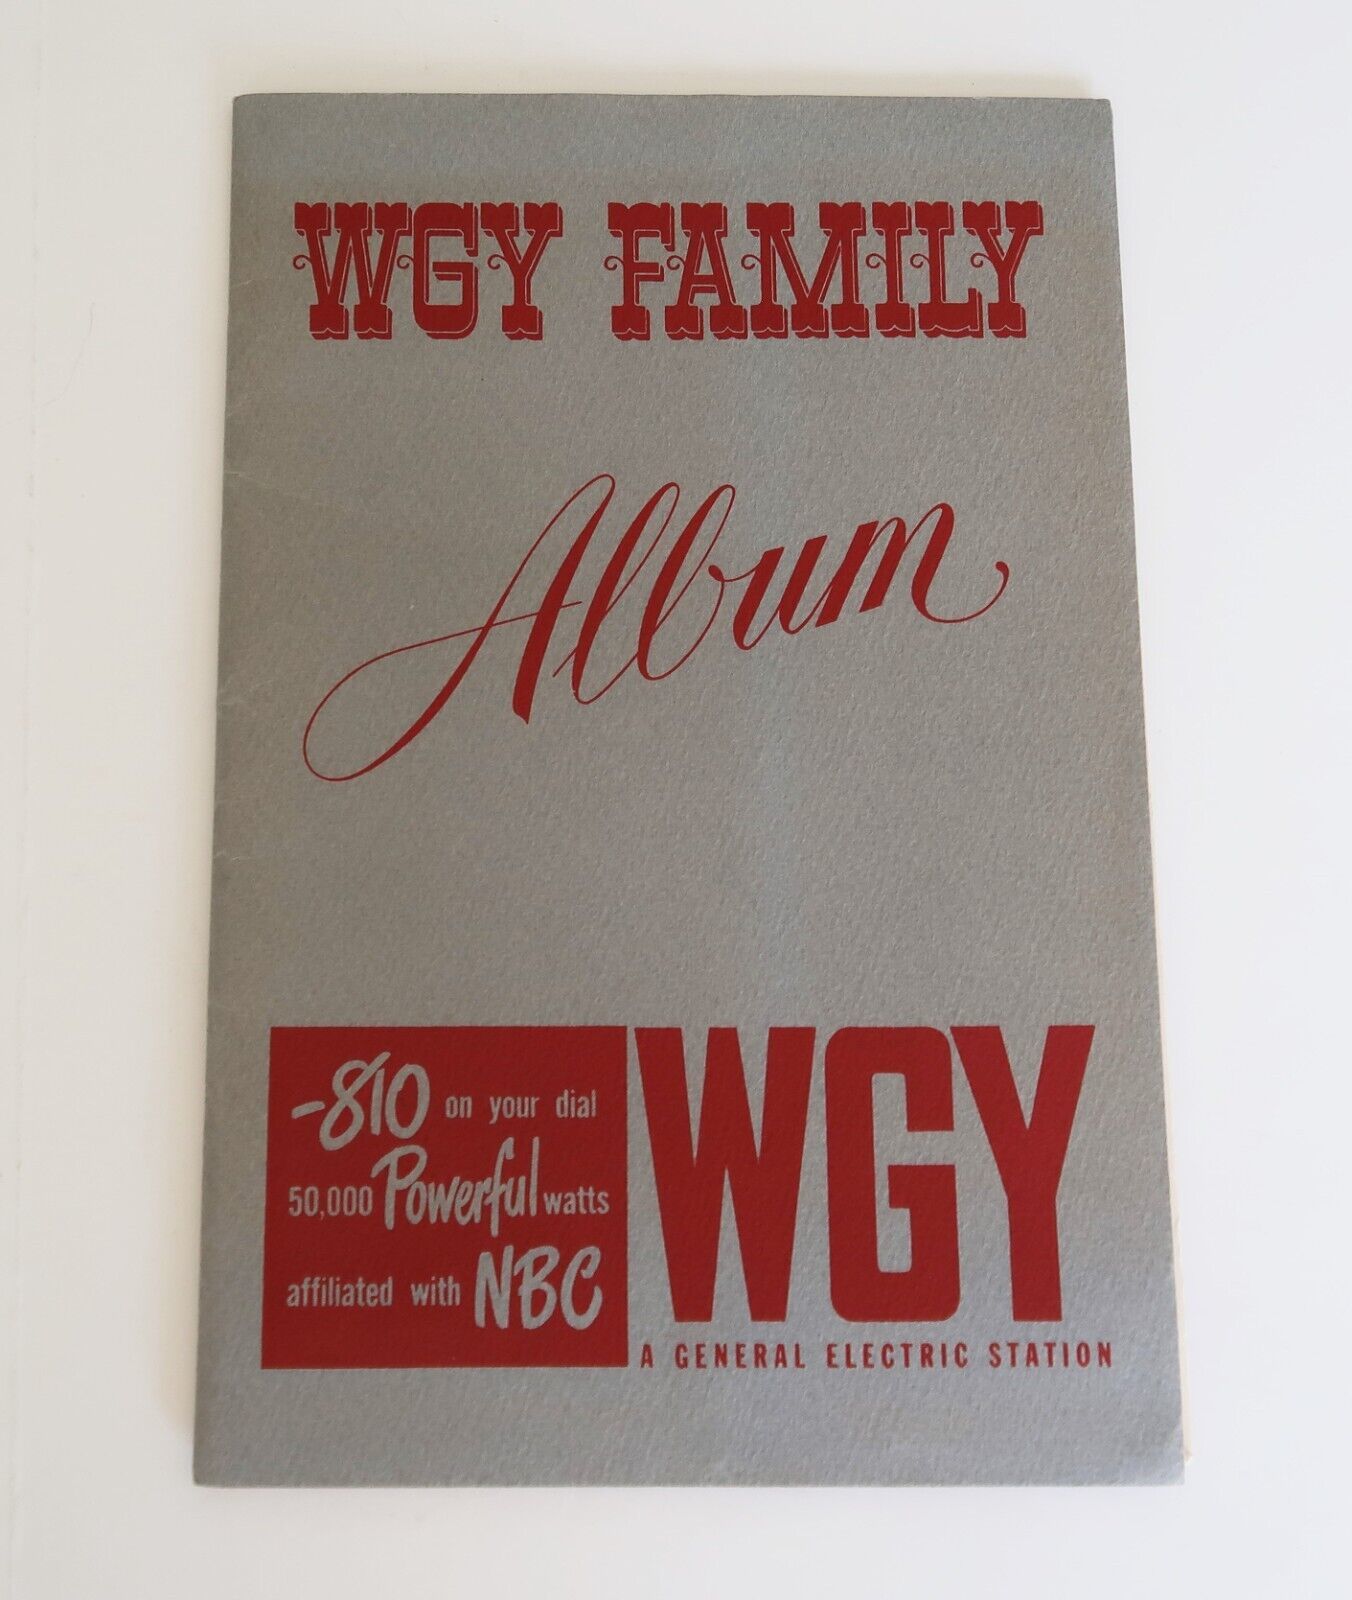 WGY FAMILY
Album
-810 on your dial
50,000 Powerful watts
affiliated with NBC
WGY
A GENERAL ELECTRIC STATION